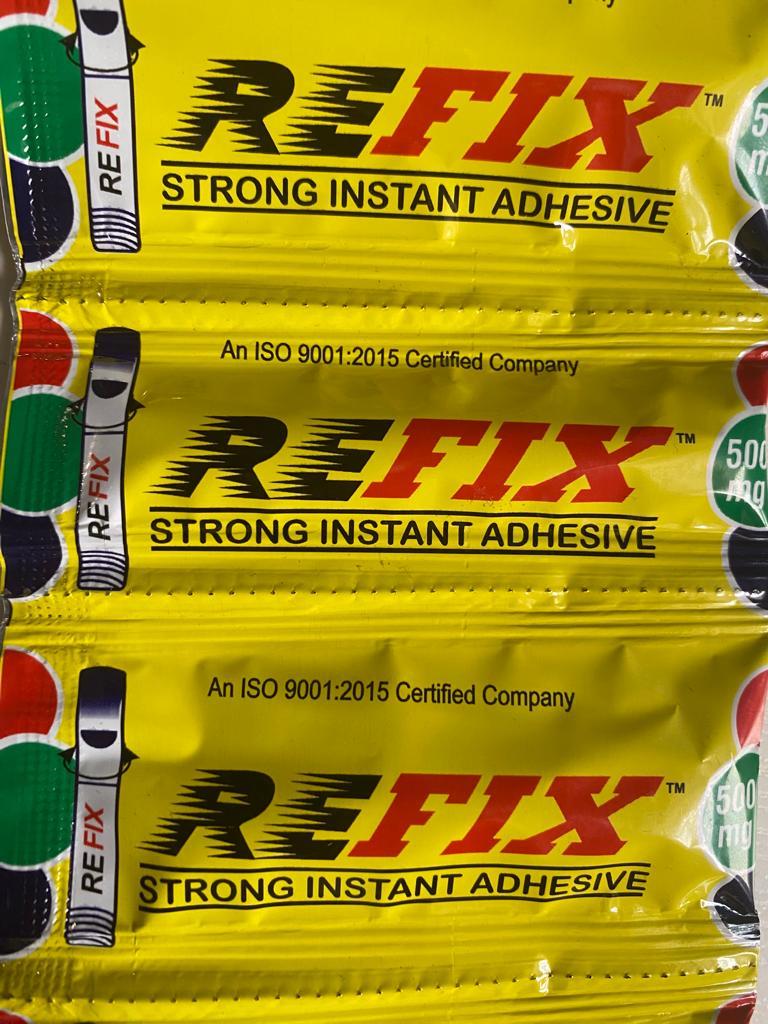 REFIX
REFIX™
STRONG INSTANT ADHESIVE
An ISO 9001:2015 Certified Company
REFIX
REFIX™
500
mg
STRONG INSTANT ADHESIVE
An ISO 9001:2015 Certified Company
REFIX
REFIX™
500
mg
STRONG INSTANT ADHESIVE